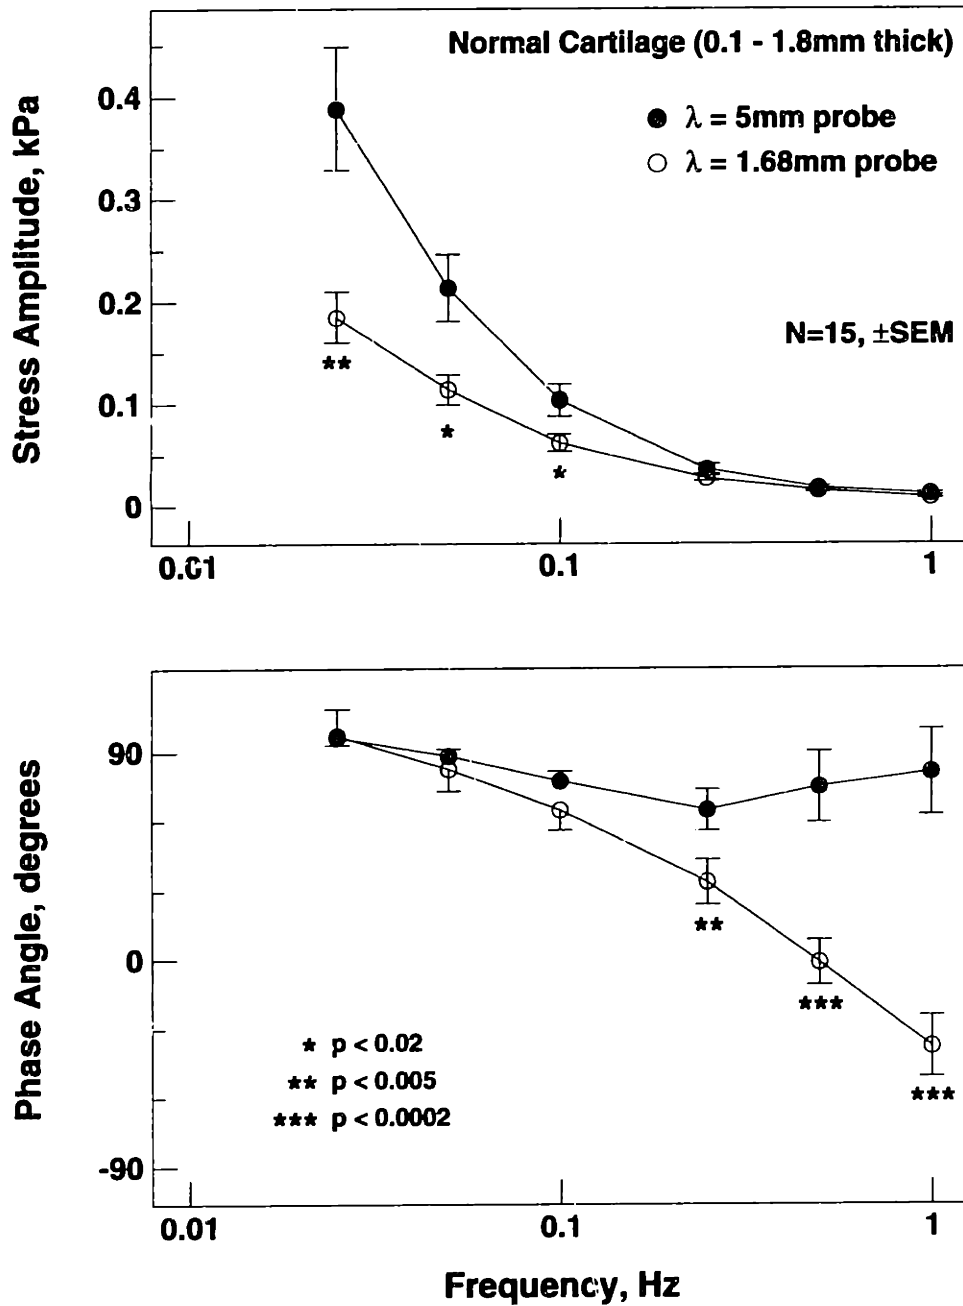 Normal Cartilage (0.1 - 1.8mm thick)
● λ = 5mm probe
○ λ = 1.68mm probe
N=15, ±SEM
Stress Amplitude, kPa
0.4
0.3
0.2
0.1
0
**
*
*
0.01
0.1
1
Phase Angle, degrees
90
0
-90
**
***
***
* p < 0.02
** p < 0.005
*** p < 0.0002
0.01
0.1
1
Frequency, Hz